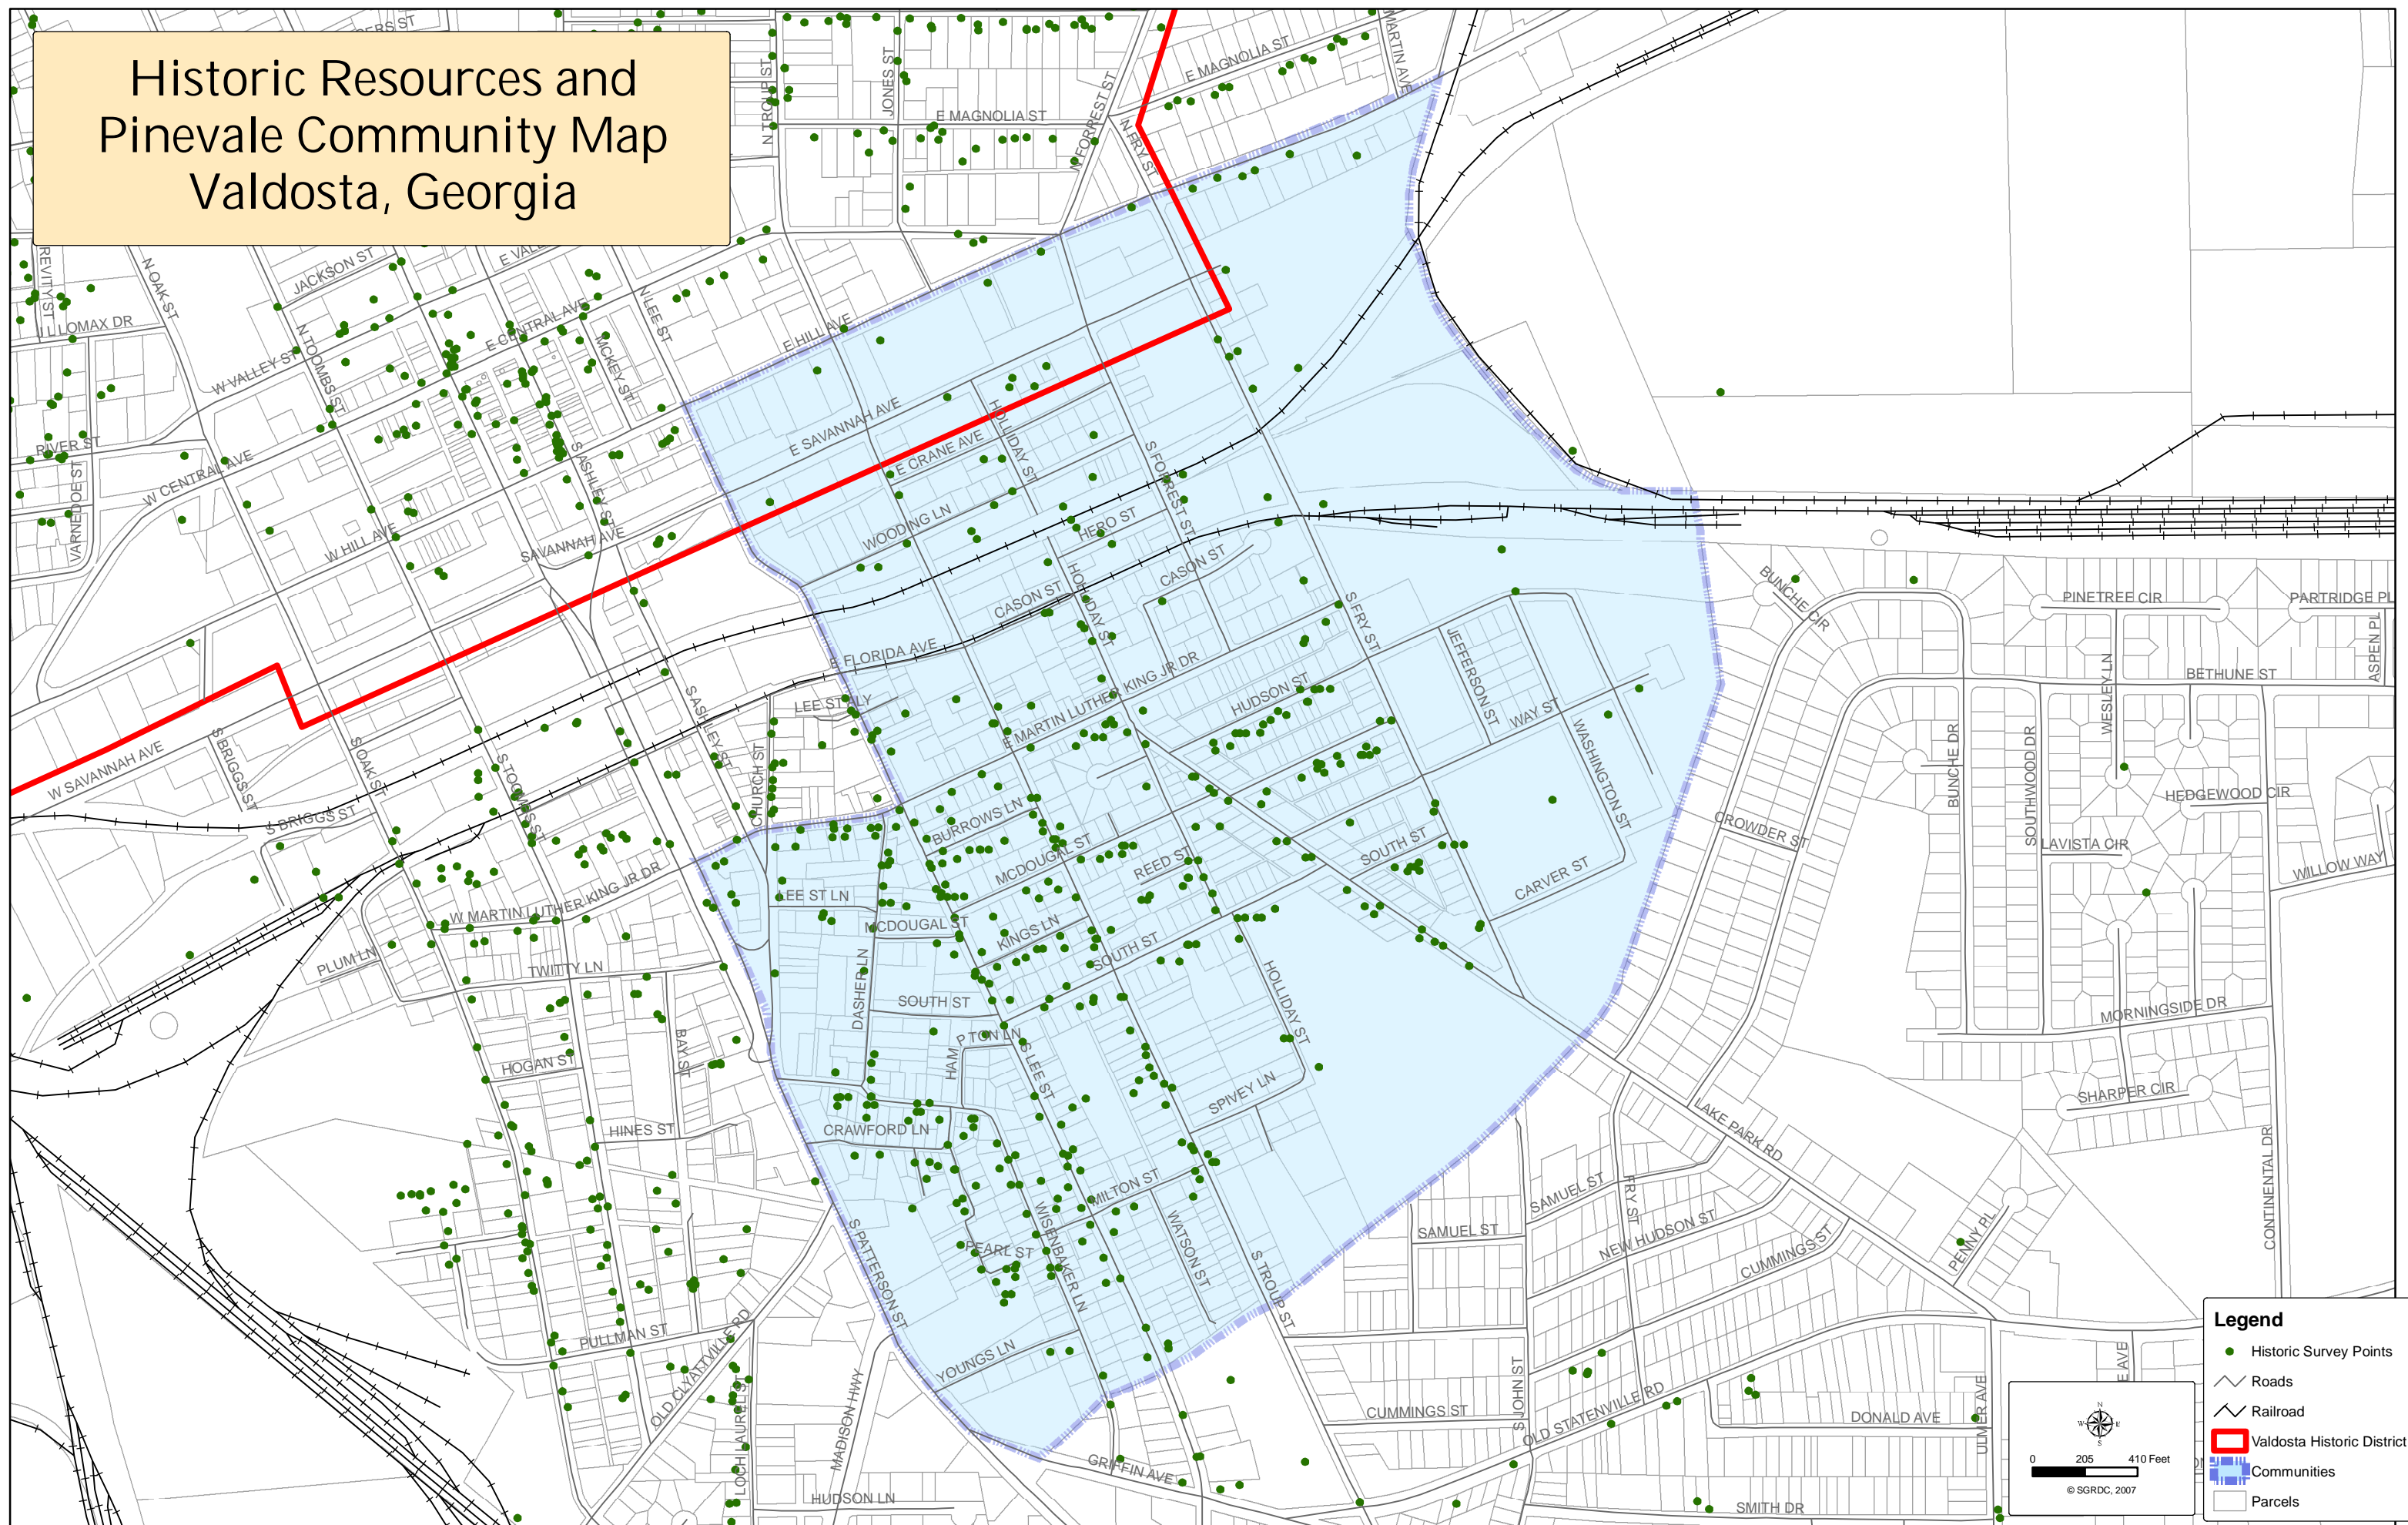 Historic Resources and
Pinevale Community Map
Valdosta, Georgia
N TROUP ST
JONES ST
E MAGNOLIA ST
N FORREST ST
N FRY ST
E MAGNOLIA ST
MARTIN AVE
JACKSON ST
N OAK ST
I L LOMAX DR
W VALLEY ST
N TOOMBS ST
E CENTRAL AVE
MCKEY ST
N LEE ST
E HILL AVE
RIVER ST
VARNEDOE ST
W CENTRAL AVE
W HILL AVE
SAVANNAH AVE
S ASHLEY ST
E SAVANNAH AVE
E CRANE AVE
HOLLIDAY ST
WOODING LN
S FORREST ST
HERO ST
CASON ST
CASON ST
HOLLIDAY ST
E FLORIDA AVE
LEE ST ALY
E MARTIN LUTHER KING JR DR
HUDSON ST
S FRY ST
JEFFERSON ST
WAY ST
WASHINGTON ST
BUNCHE CIR
PINETREE CIR
PARTRIDGE PL
ASPEN PL
WESLEY LN
BETHUNE ST
BUNCHE DR
SOUTHWOOD DR
HEDGEWOOD CIR
LAVISTA CIR
WILLOW WAY
CROWDER ST
MORNINGSIDE DR
SHARPER CIR
CONTINENTAL DR
W SAVANNAH AVE
S BRIGGS ST
S BRIGGS ST
S OAK ST
S TOOMBS ST
S ASHLEY ST
CHURCH ST
BURROWS LN
MCDOUGAL ST
REED ST
SOUTH ST
CARVER ST
W MARTIN LUTHER KING JR DR
LEE ST LN
MCDOUGAL ST
KINGS LN
SOUTH ST
PLUM LN
TWITTY LN
DASHER LN
SOUTH ST
HOLLIDAY ST
HAM
P TON LN
S LEE ST
HOGAN ST
BAY ST
HINES ST
CRAWFORD LN
SPIVEY LN
LAKE PARK RD
MILTON ST
WISENBAKER LN
WATSON ST
PEARL ST
S TROUP ST
S PATTERSON ST
SAMUEL ST
SAMUEL ST
FRY ST
NEW HUDSON ST
CUMMINGS ST
PENNY PL
PULLMAN ST
OLD CLYATTVILLE RD
YOUNGS LN
LOCH LAUREL ST
MADISON HWY
HUDSON LN
GRIFFIN AVE
CUMMINGS ST
S JOHN ST
OLD STATENVILLE RD
DONALD AVE
ULMER AVE
SMITH DR
Legend
Historic Survey Points
Roads
Railroad
Valdosta Historic District
Communities
Parcels
N
W
E
S
0 205 410 Feet
© SGRDC, 2007